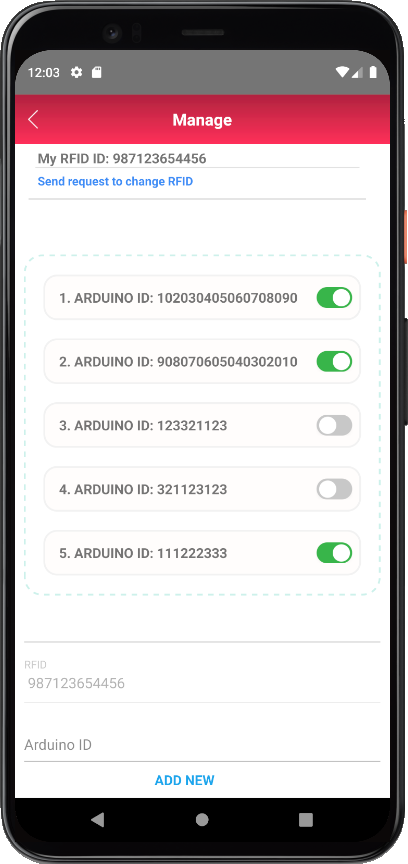 12:03
Manage
My RFID ID: 987123654456
Send request to change RFID
1. ARDUINO ID: 102030405060708090
2. ARDUINO ID: 908070605040302010
3. ARDUINO ID: 123321123
4. ARDUINO ID: 321123123
5. ARDUINO ID: 111222333
RFID
987123654456
Arduino ID
ADD NEW